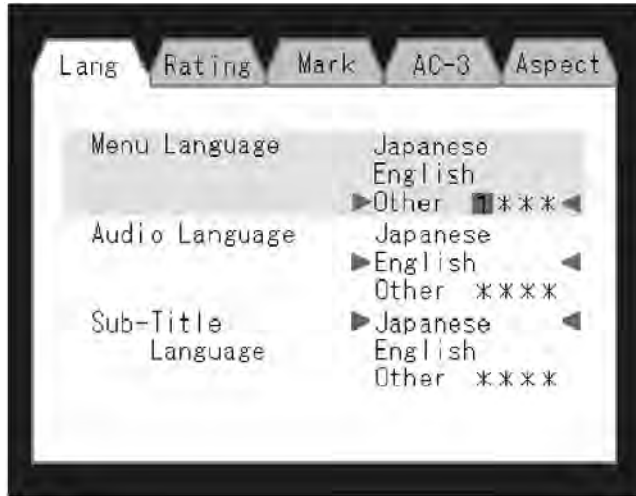 Lang Rating Mark AC-3 Aspect
Menu Language Japanese
English
▶Other 1***◀
Audio Language Japanese
▶English ◀
Other ****
Sub-Title ▶Japanese ◀
Language English
Other ****